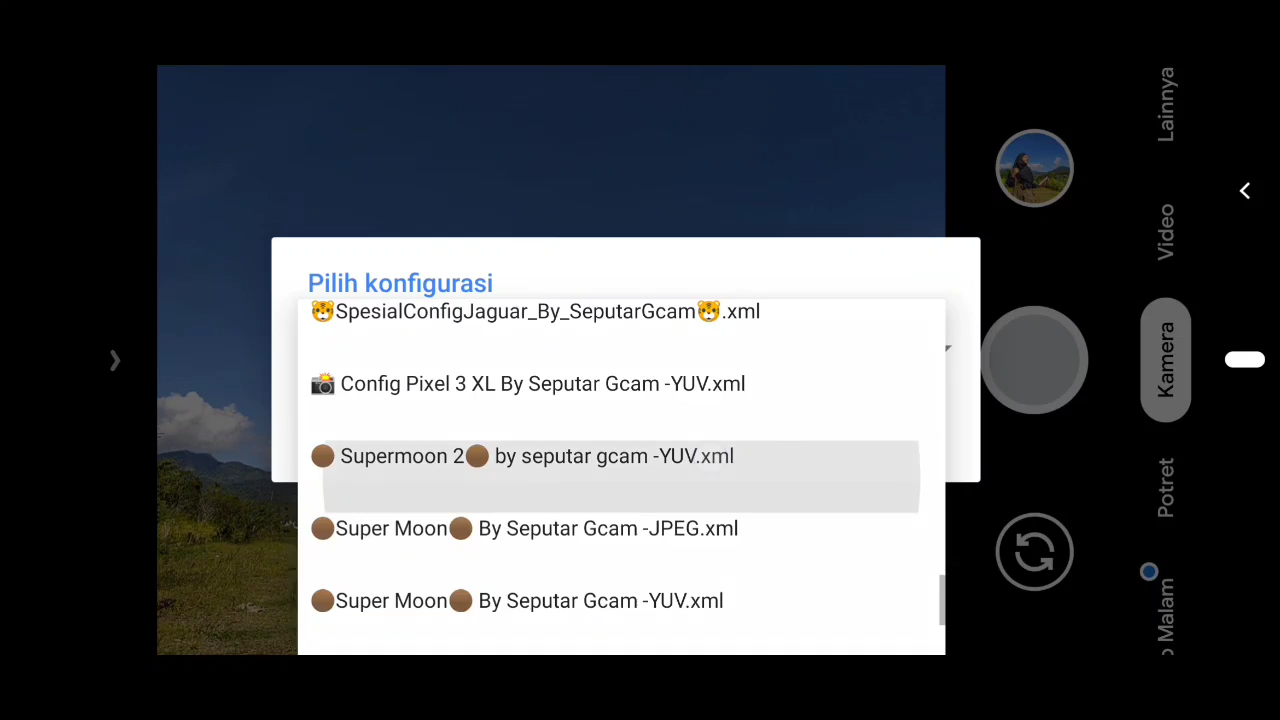 Pilih konfigurasi
🐯SpesialConfigJaguar_By_SeputarGcam🐯.xml
📸 Config Pixel 3 XL By Seputar Gcam -YUV.xml
🟤 Supermoon 2🟤 by seputar gcam -YUV.xml
🟤Super Moon🟤 By Seputar Gcam -JPEG.xml
🟤Super Moon🟤 By Seputar Gcam -YUV.xml
Lainnya
Video
Kamera
Potret
Malam